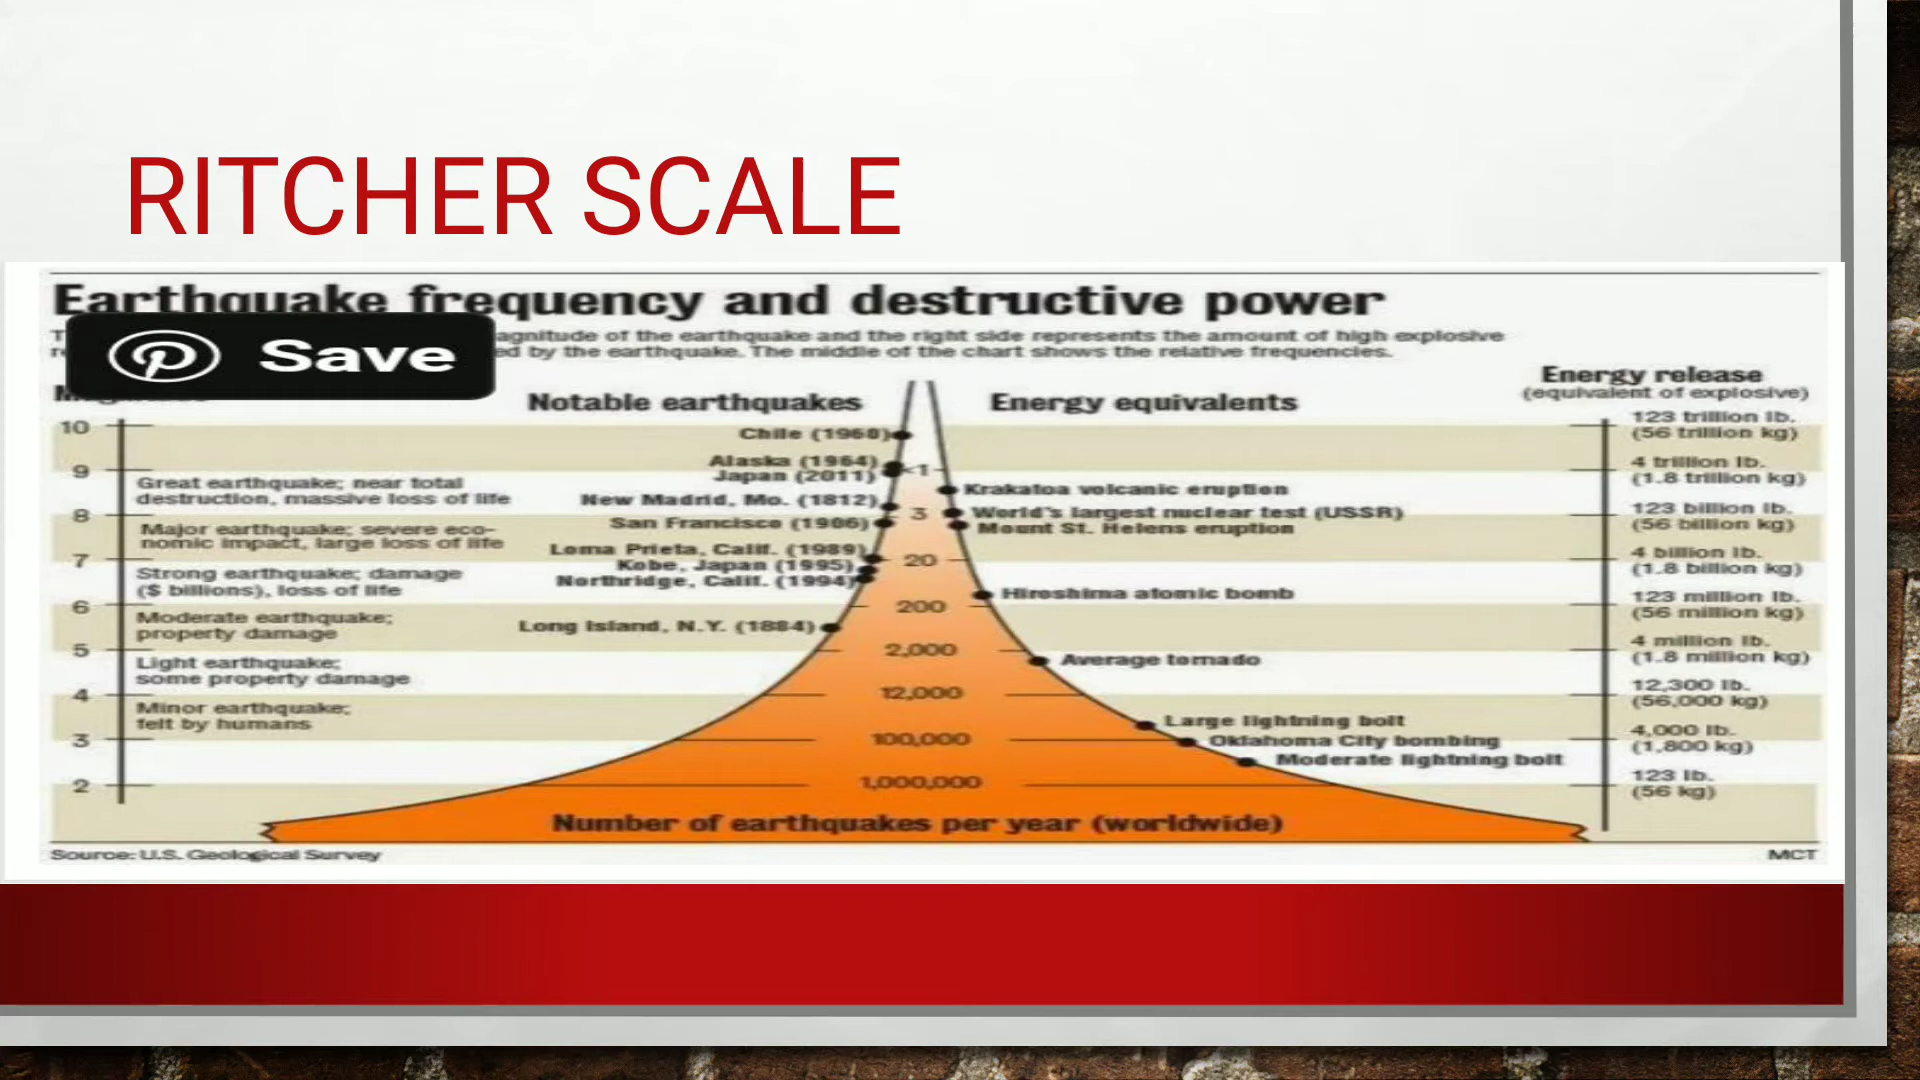 RITCHER SCALE
Earthquake frequency and destructive power
agnitude of the earthquake and the right side represents the amount of high explosive
ed by the earthquake. The middle of the chart shows the relative frequencies.
Save
Notable earthquakes
Energy equivalents
Energy release
(equivalent of explosive)
10
9
8
7
6
5
4
3
2
Great earthquake; near total
destruction, massive loss of life
Major earthquake; severe eco-
nomic impact, large loss of life
Strong earthquake; damage
($ billions), loss of life
Moderate earthquake;
property damage
Light earthquake;
some property damage
Minor earthquake;
felt by humans
Chile (1960)
Alaska (1964)
Japan (2011)
New Madrid, Mo. (1812)
San Francisco (1906)
Loma Prieta, Calif. (1989)
Kobe, Japan (1995)
Northridge, Calif. (1994)
Long Island, N.Y. (1884)
<1
3
20
200
2,000
12,000
100,000
1,000,000
Number of earthquakes per year (worldwide)
Krakatoa volcanic eruption
World's largest nuclear test (USSR)
Mount St. Helens eruption
Hiroshima atomic bomb
Average tornado
Large lightning bolt
Oklahoma City bombing
Moderate lightning bolt
123 trillion lb.
(56 trillion kg)
4 trillion lb.
(1.8 trillion kg)
123 billion lb.
(56 billion kg)
4 billion lb.
(1.8 billion kg)
123 million lb.
(56 million kg)
4 million lb.
(1.8 million kg)
12,300 lb.
(56,000 kg)
4,000 lb.
(1,800 kg)
123 lb.
(56 kg)
Source: U.S. Geological Survey
MCT